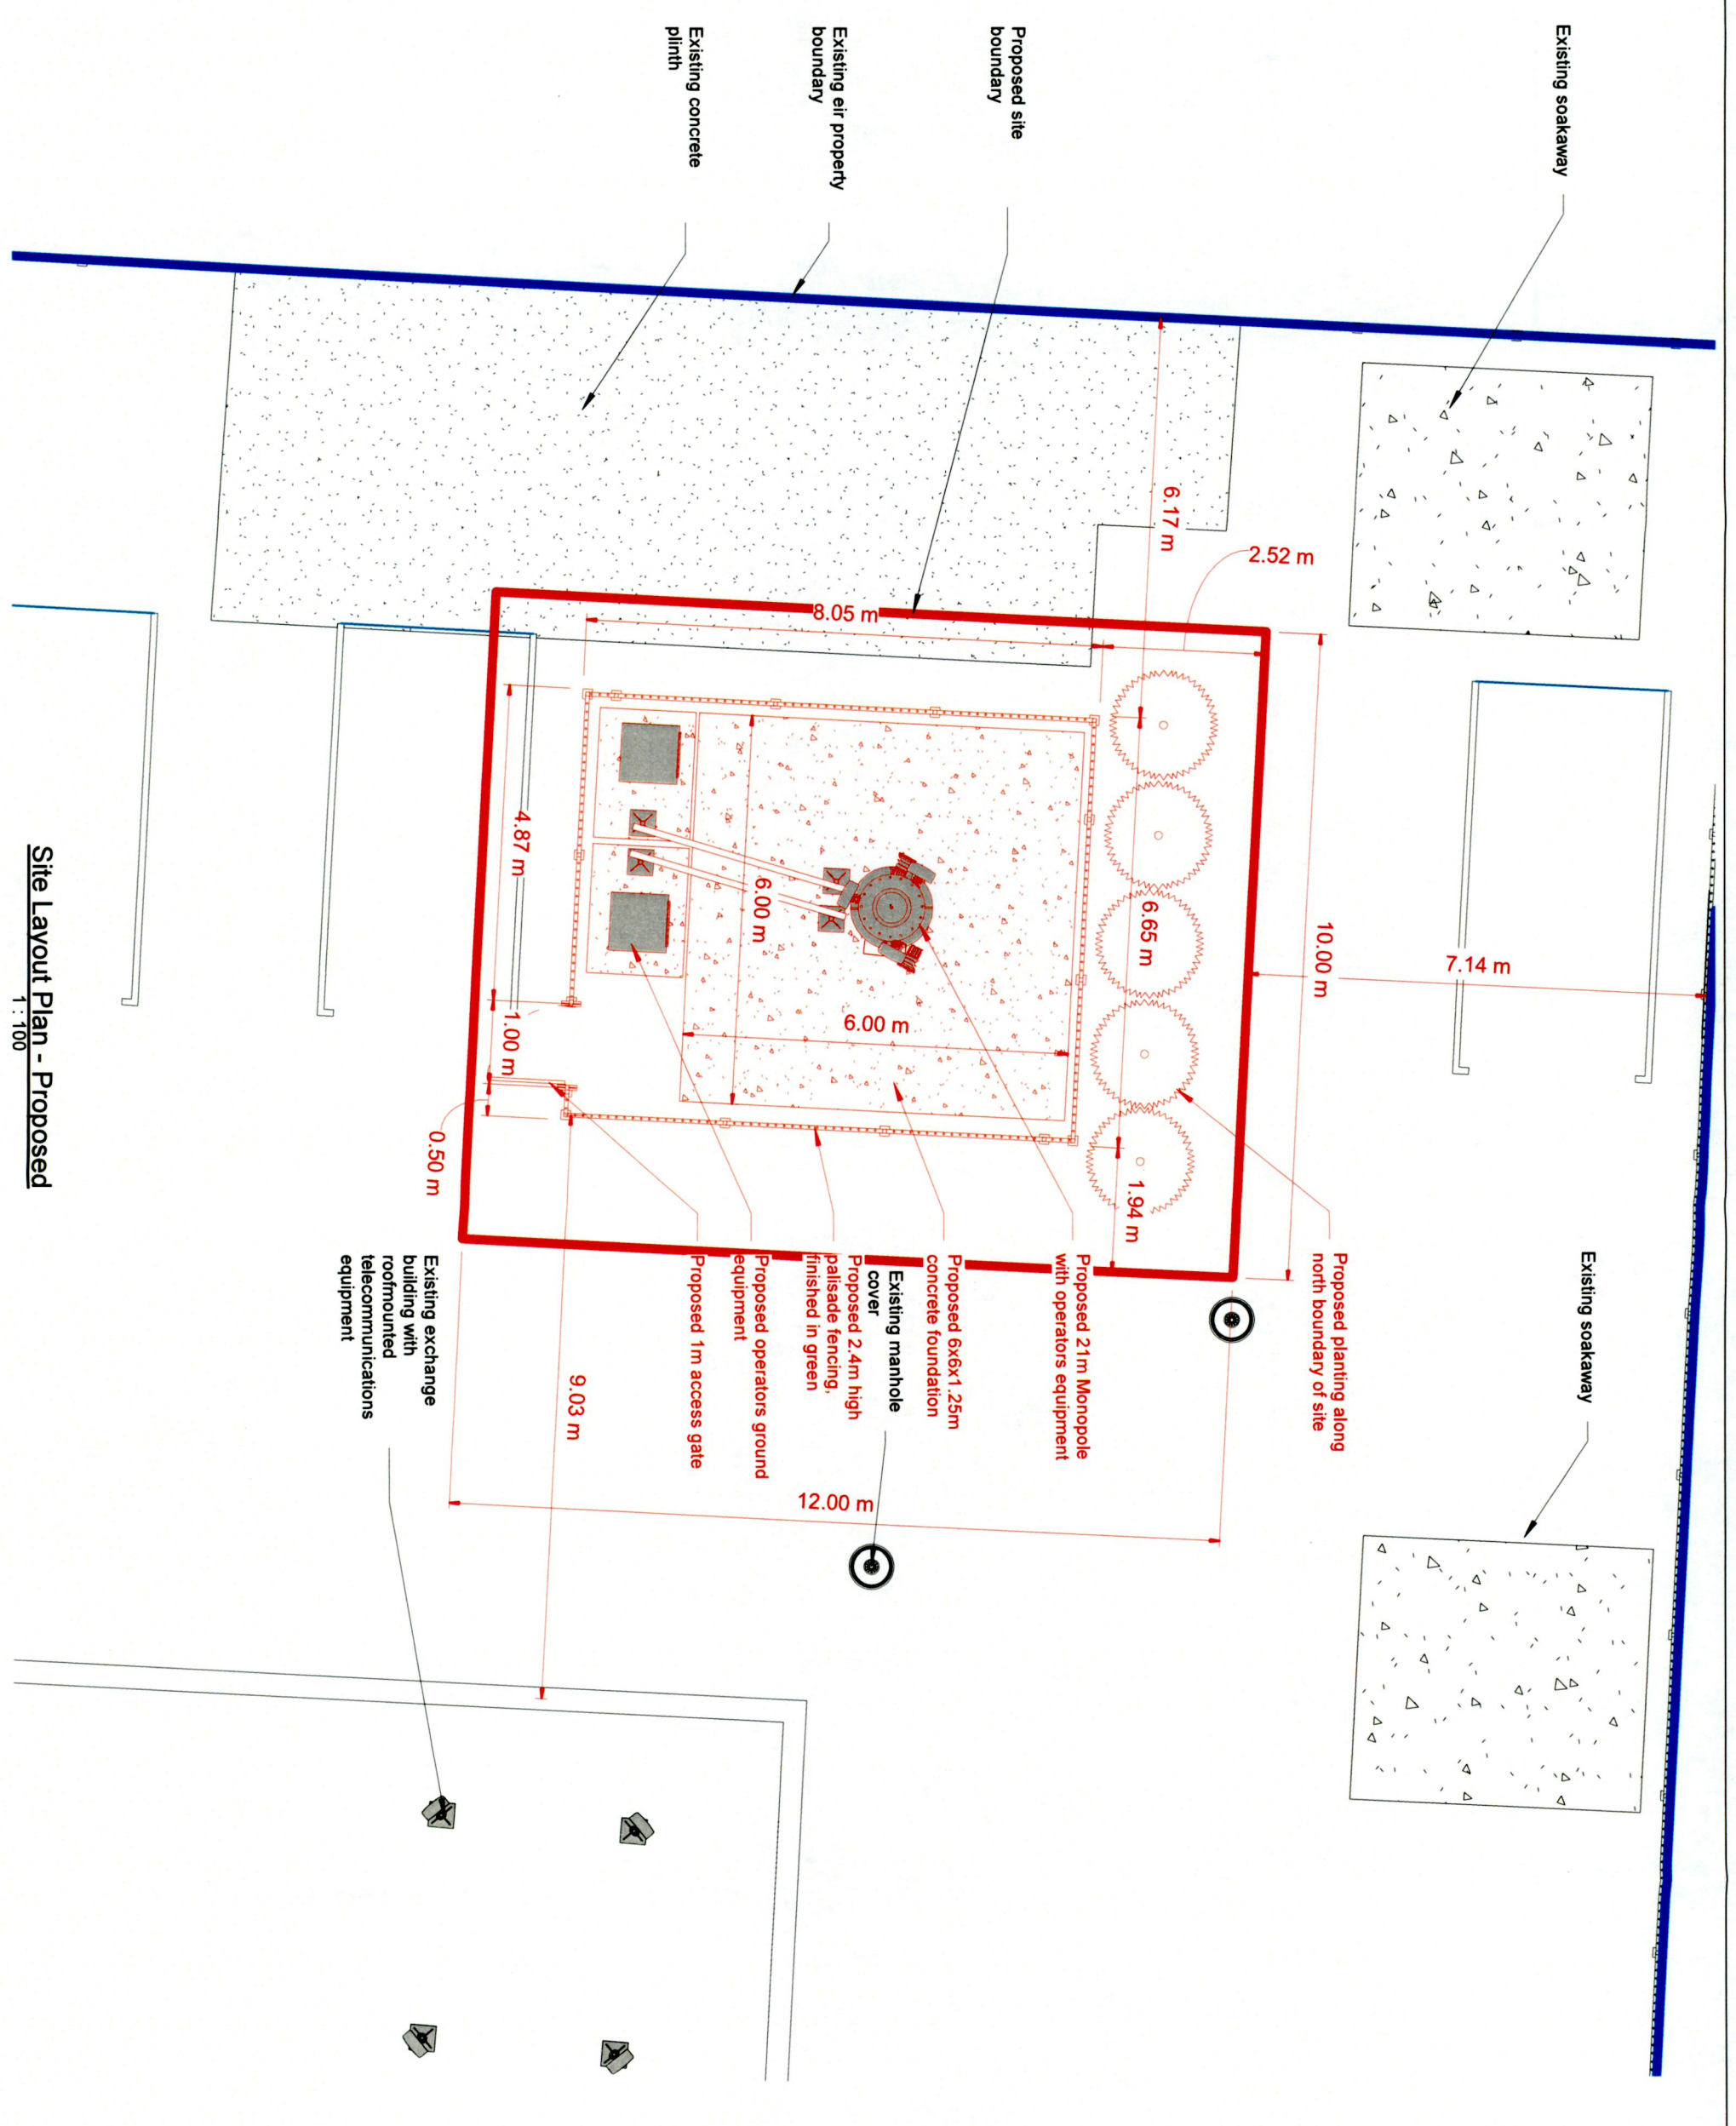 Existing soakaway
Proposed site
boundary
Existing eir property
boundary
Existing concrete
plinth
Existing soakaway
Proposed planting along
north boundary of site
Proposed 21m Monopole
with operators equipment
Proposed 6x6x1.25m
concrete foundation
Existing manhole
cover
Proposed 2.4m high
palisade fencing,
finished in green
Proposed operators ground
equipment
Proposed 1m access gate
Existing exchange
building with
roofmounted
telecommunications
equipment
7.14 m
10.00 m
2.52 m
6.17 m
6.65 m
1.94 m
8.05 m
6.00 m
6.00 m
4.87 m
1.00 m
0.50 m
9.03 m
12.00 m
Site Layout Plan - Proposed
1 : 100